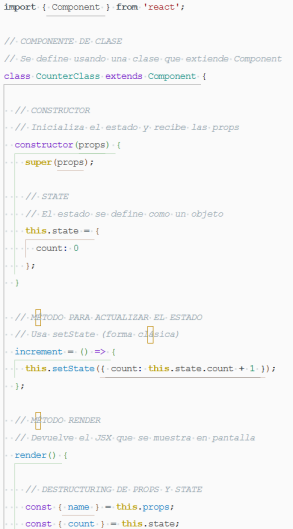 import { Component } from 'react';
// COMPONENTE DE CLASE
// Se define usando una clase que extiende Component
class CounterClass extends Component {
// CONSTRUCTOR
// Inicializa el estado y recibe las props
constructor(props) {
super(props);
// STATE
// El estado se define como un objeto
this.state = {
count: 0
};
}
// MÉTODO PARA ACTUALIZAR EL ESTADO
// Usa setState (forma clásica)
increment = () => {
this.setState({ count: this.state.count + 1 });
};
// MÉTODO RENDER
// Devuelve el JSX que se muestra en pantalla
render() {
// DESTRUCTURING DE PROPS Y STATE
const { name } = this.props;
const { count } = this.state;